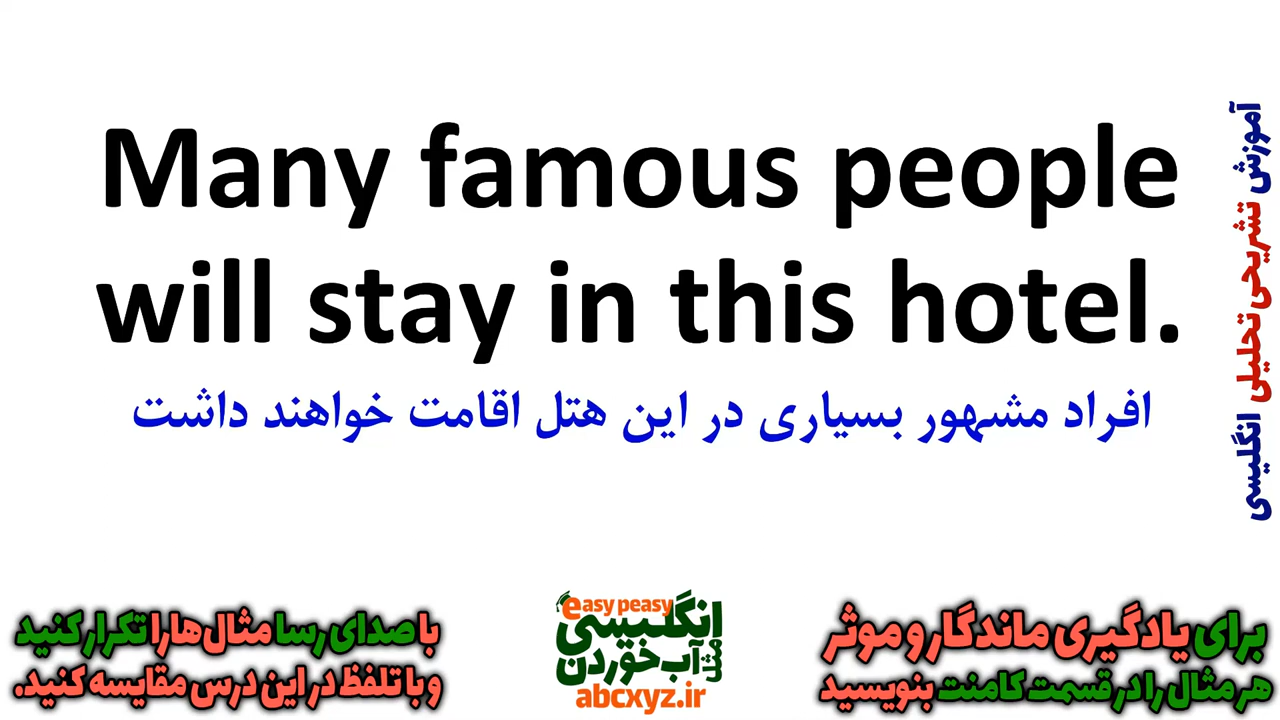 Many famous people
will stay in this hotel.
افراد مشهور بسیاری در این هتل اقامت خواهند داشت
آموزش تشریحی تحلیلی انگلیسی
برای یادگیری ماندگار و موثر
هر مثال را در قسمت کامنت بنویسید
easy peasy
انگلیسی
مثل
آب خوردن
abcxyz.ir
با صدای رسا مثال‌ها را تکرار کنید
و با تلفظ در این درس مقایسه کنید.